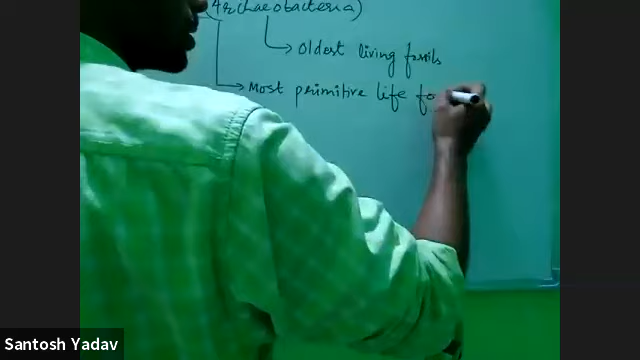 (Archaeobacteria)
Oldest living fossils
Most primitive life fo
Santosh Yadav